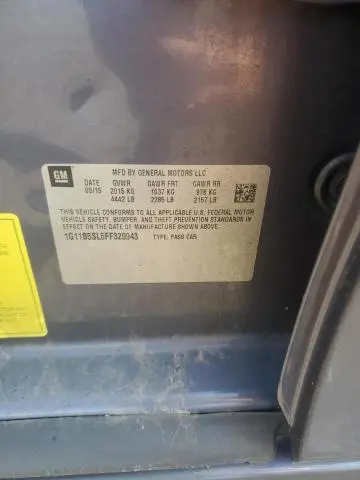 GM
MFD BY GENERAL MOTORS LLC
DATE GVWR GAWR FRT GAWR RR
05/15 2015 KG 1037 KG 978 KG
4442 LB 2285 LB 2157 LB
THIS VEHICLE CONFORMS TO ALL APPLICABLE U.S. FEDERAL MOTOR
VEHICLE SAFETY, BUMPER, AND THEFT PREVENTION STANDARDS IN
EFFECT ON THE DATE OF MANUFACTURE SHOWN ABOVE.
1G11B5SL6FF320943 TYPE: PASS CAR